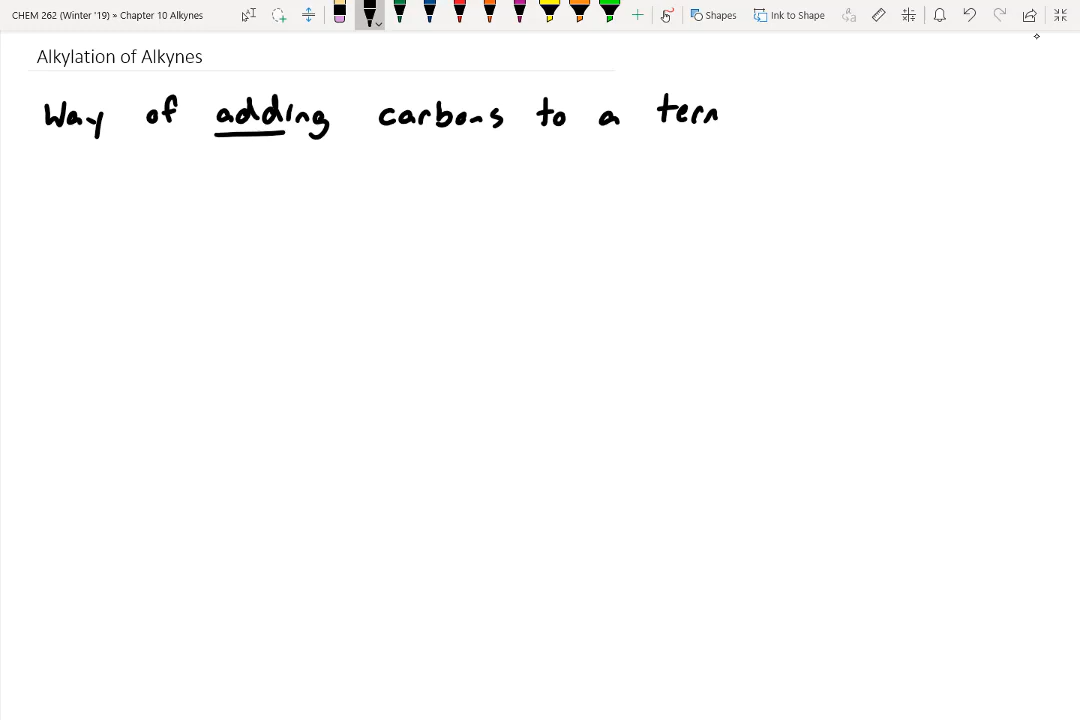 CHEM 262 (Winter '19) » Chapter 10 Alkynes
Shapes
Ink to Shape
Alkylation of Alkynes
Way of adding carbons to a tern